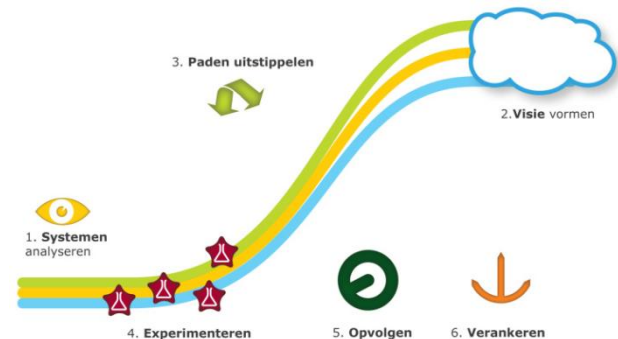 3. Paden uitstippelen
2.Visie vormen
1. Systemen
analyseren
4. Experimenteren
5. Opvolgen
6. Verankeren